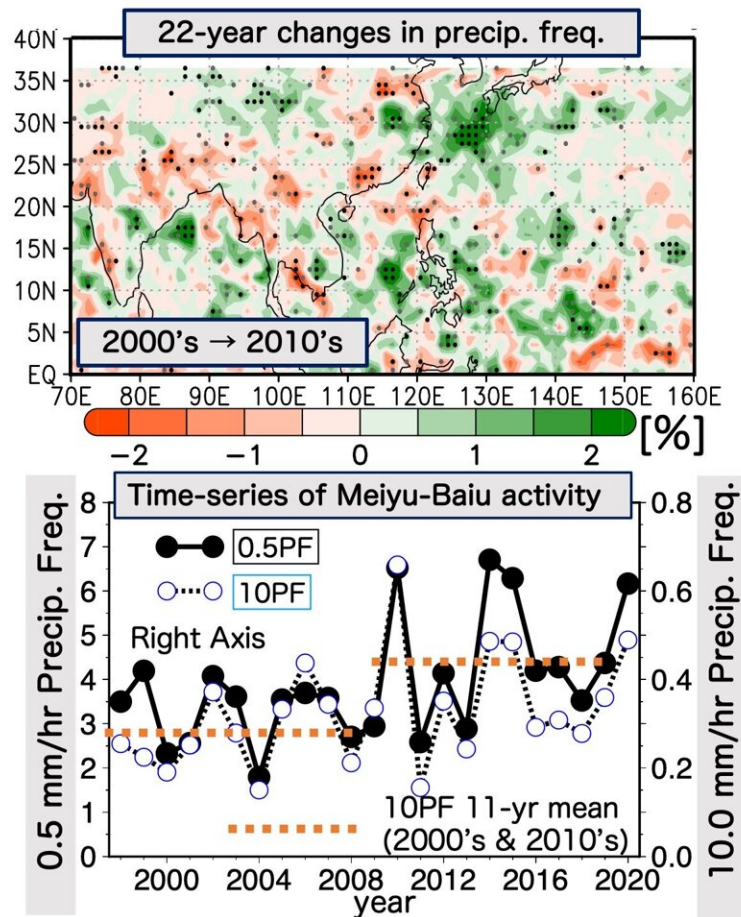 22-year changes in precip. freq.
40N
35N
30N
25N
20N
15N
10N
5N
EQ
2000's → 2010's
70E 80E 90E 100E 110E 120E 130E 140E 150E 160E
−2 −1 0 1 2 [%]
Time-series of Meiyu-Baiu activity
0.5 mm/hr Precip. Freq.
8
7
6
5
4
3
2
1
0
0.5PF
10PF
Right Axis
10PF 11-yr mean
(2000's & 2010's)
0.8
0.6
0.4
0.2
0.0
10.0 mm/hr Precip. Freq.
2000 2004 2008 2012 2016 2020
year